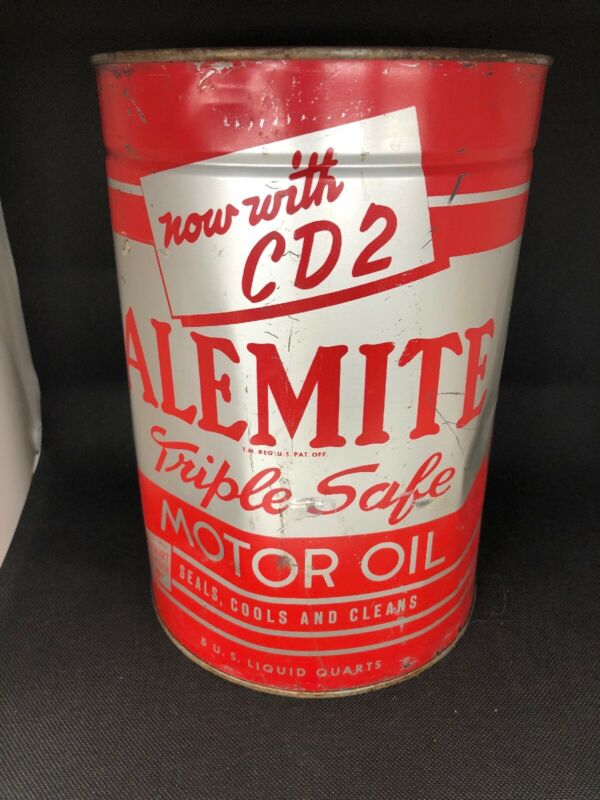 now with
CD2
ALEMITE
T.M. REG. U.S. PAT. OFF.
Triple Safe
MOTOR OIL
SEALS, COOLS AND CLEANS
5 U.S. LIQUID QUARTS